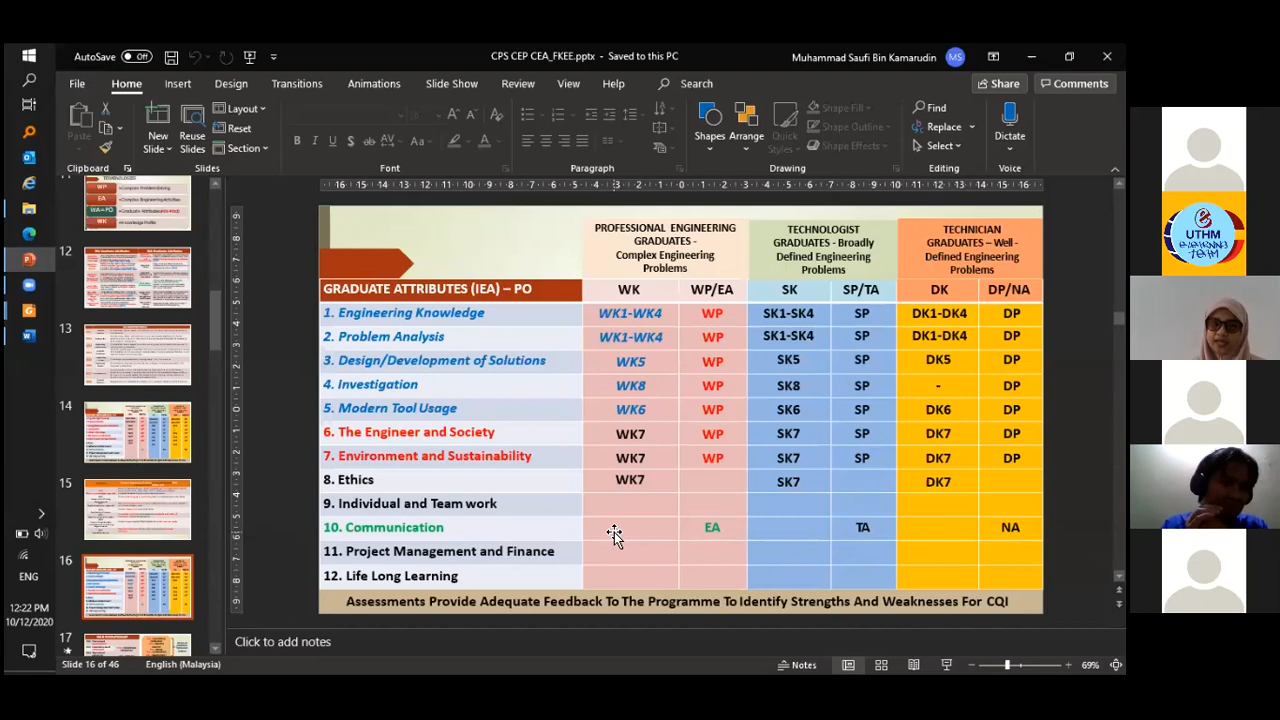 AutoSave Off
CPS CEP CEA_FKEE.pptx - Saved to this PC
Muhammad Saufi Bin Kamarudin MS
File Home Insert Design Transitions Animations Slide Show Review View Help Search
Share Comments
Paste
New Slide
Reuse Slides
Layout
Reset
Section
Shapes
Arrange
Quick Styles
Shape Fill
Shape Outline
Shape Effects
Find
Replace
Select
Dictate
Clipboard Slides Font Paragraph Drawing Editing Voice
12
13
14
15
16
17
PROFESSIONAL ENGINEERING GRADUATES - Complex Engineering Problems
TECHNOLOGIST GRADUATES - Broadly Defined Engineering Problems
TECHNICIAN GRADUATES – Well - Defined Engineering Problems
GRADUATE ATTRIBUTES (IEA) – PO WK WP/EA SK SP/TA DK DP/NA
1. Engineering Knowledge WK1-WK4 WP SK1-SK4 SP DK1-DK4 DP
2. Problem Analysis WK1-WK4 WP SK1-SK4 SP DK1-DK4 DP
3. Design/Development of Solutions WK5 WP SK5 SP DK5 DP
4. Investigation WK8 WP SK8 SP - DP
5. Modern Tool Usage WK6 WP SK6 SP DK6 DP
The Engineer and Society WK7 WP SK7 SP DK7 DP
7. Environment and Sustainability WK7 WP SK7 SP DK7 DP
8. Ethics WK7 SK7 DK7
9. Individual and Team work
10. Communication EA TA NA
11. Project Management and Finance
12. Life Long Learning
Feedback To The Programme To Identify Strengths Weaknesses For CQI
Click to add notes
Slide 16 of 46 English (Malaysia) Notes 69%
ENG
12:22 PM
10/12/2020
UTHM
e-LEARNING
TEAM